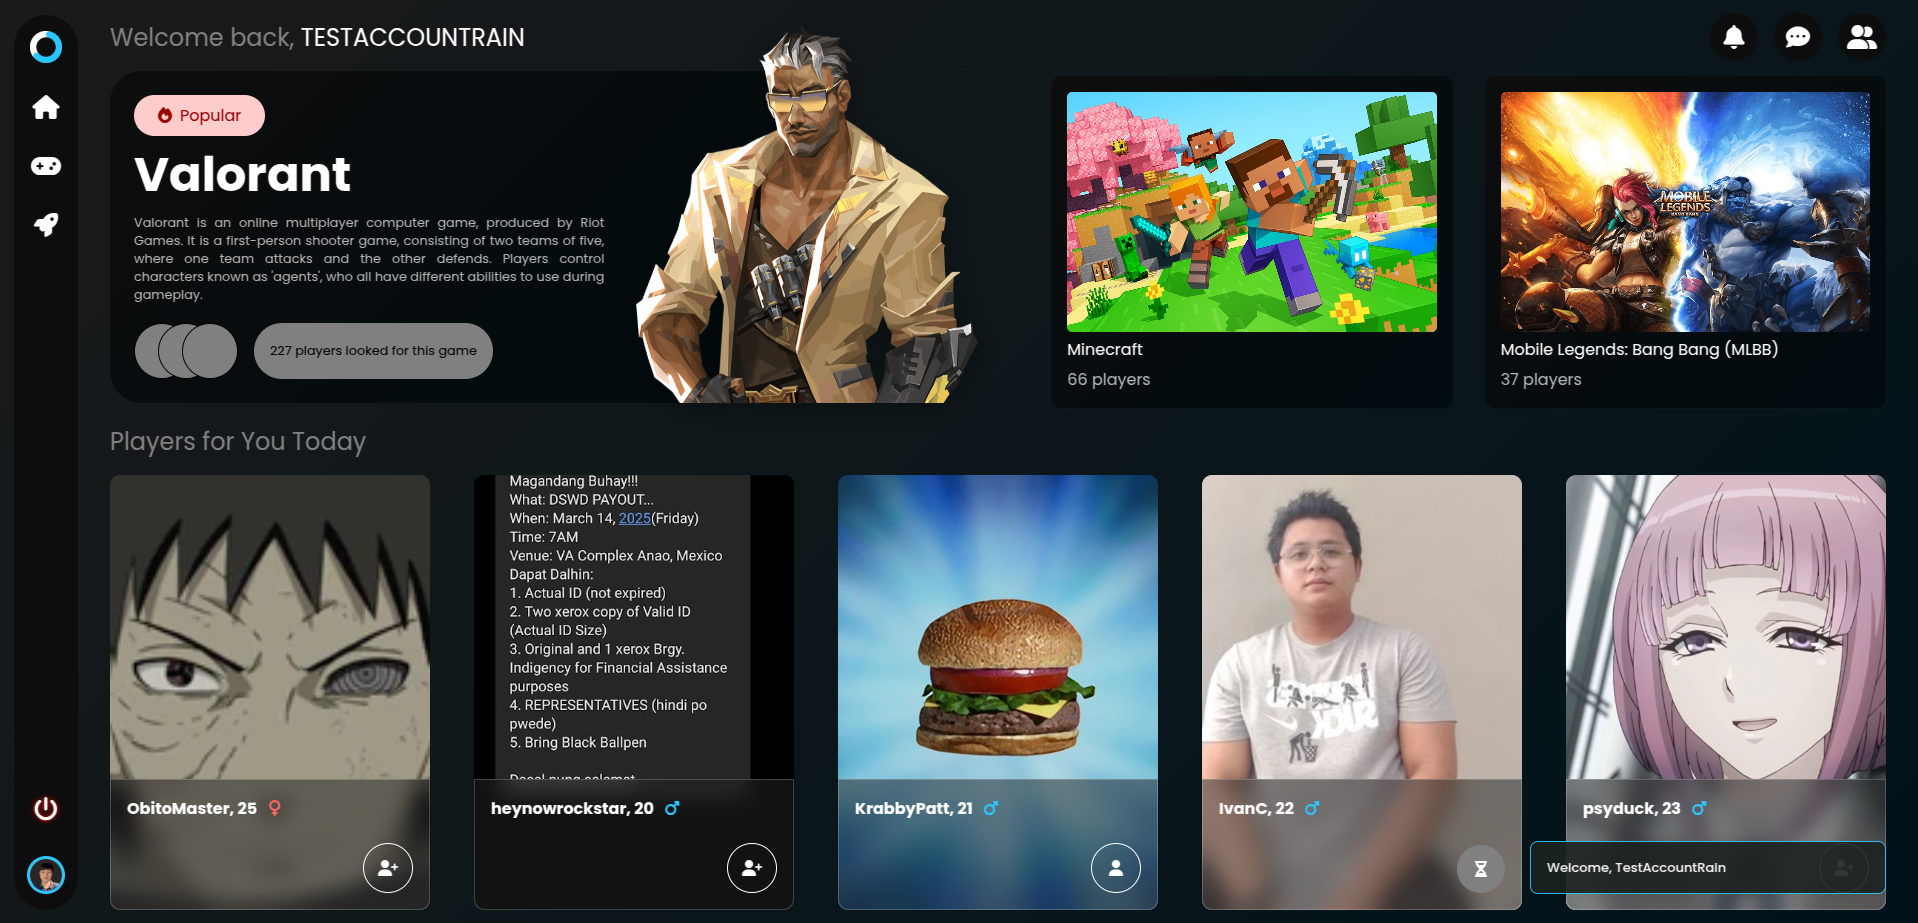 Welcome back, TESTACCOUNTRAIN
Popular
Valorant
Valorant is an online multiplayer computer game, produced by Riot
Games. It is a first-person shooter game, consisting of two teams of five,
where one team attacks and the other defends. Players control
characters known as 'agents', who all have different abilities to use during
gameplay.
227 players looked for this game
Minecraft
66 players
MOBILE
LEGENDS
BANG BANG
Mobile Legends: Bang Bang (MLBB)
37 players
Players for You Today
Magandang Buhay!!!
What: DSWD PAYOUT...
When: March 14, 2025(Friday)
Time: 7AM
Venue: VA Complex Anao, Mexico
Dapat Dalhin:
1. Actual ID (not expired)
2. Two xerox copy of Valid ID
(Actual ID Size)
3. Original and 1 xerox Brgy.
Indigency for Financial Assistance
purposes
4. REPRESENTATIVES (hindi po
pwede)
5. Bring Black Ballpen
ObitoMaster, 25
heynowrockstar, 20
KrabbyPatt, 21
IvanC, 22
psyduck, 23
Welcome, TestAccountRain